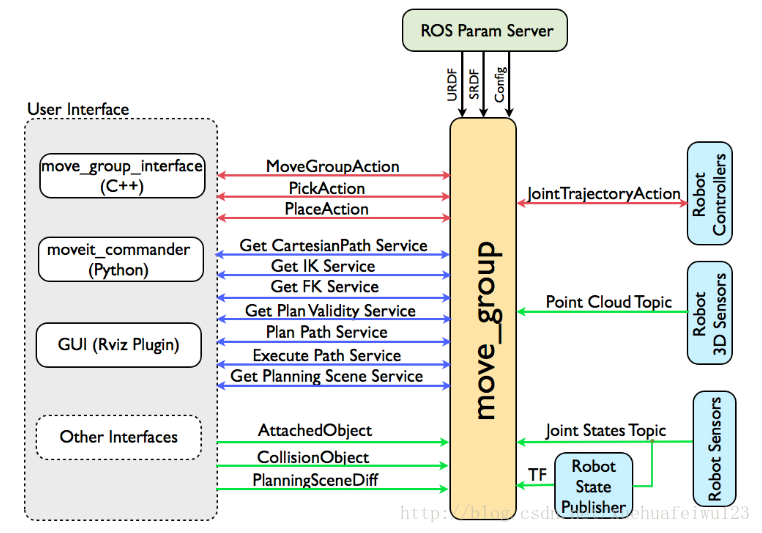 ROS Param Server
URDF
SRDF
Config
User Interface
move_group_interface
(C++)
moveit_commander
(Python)
GUI (Rviz Plugin)
Other Interfaces
MoveGroupAction
PickAction
PlaceAction
Get CartesianPath Service
Get IK Service
Get FK Service
Get Plan Validity Service
Plan Path Service
Execute Path Service
Get Planning Scene Service
AttachedObject
CollisionObject
PlanningSceneDiff
move_group
JointTrajectoryAction
Robot
Controllers
Point Cloud Topic
Robot
3D Sensors
Joint States Topic
Robot Sensors
TF
Robot
State
Publisher